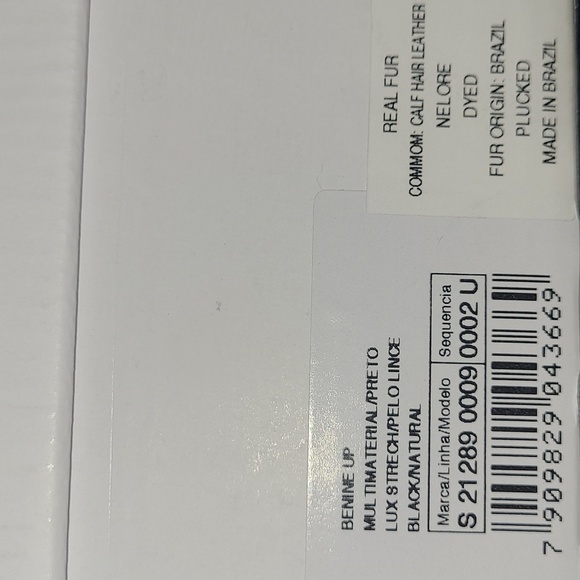 REAL FUR
COMMOM: CALF HAIR LEATHER
NELORE
DYED
FUR ORIGIN: BRAZIL
PLUCKED
MADE IN BRAZIL
BENINE UP
MULTIMATERIAL/PRETO
LUX STRECH/PELO LINCE
BLACK/NATURAL
Marca/Linha/Modelo Sequencia
S 21289 0009 0002 U
7 909829 043669